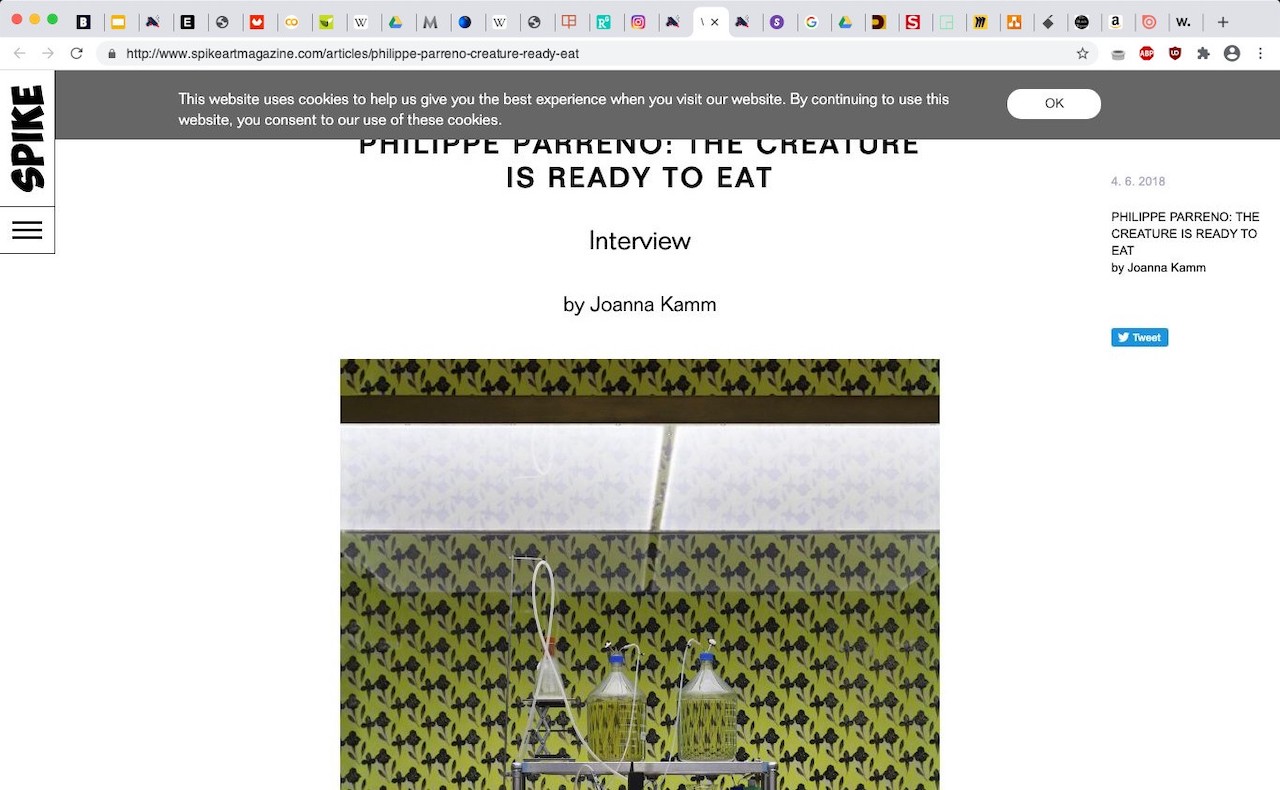 http://www.spikeartmagazine.com/articles/philippe-parreno-creature-ready-eat
ABP
SPIKE
This website uses cookies to help us give you the best experience when you visit our website. By continuing to use this
website, you consent to our use of these cookies.
OK
PHILIPPE PARRENO: THE CREATURE
IS READY TO EAT
Interview
by Joanna Kamm
4. 6. 2018
PHILIPPE PARRENO: THE
CREATURE IS READY TO
EAT
by Joanna Kamm
Tweet